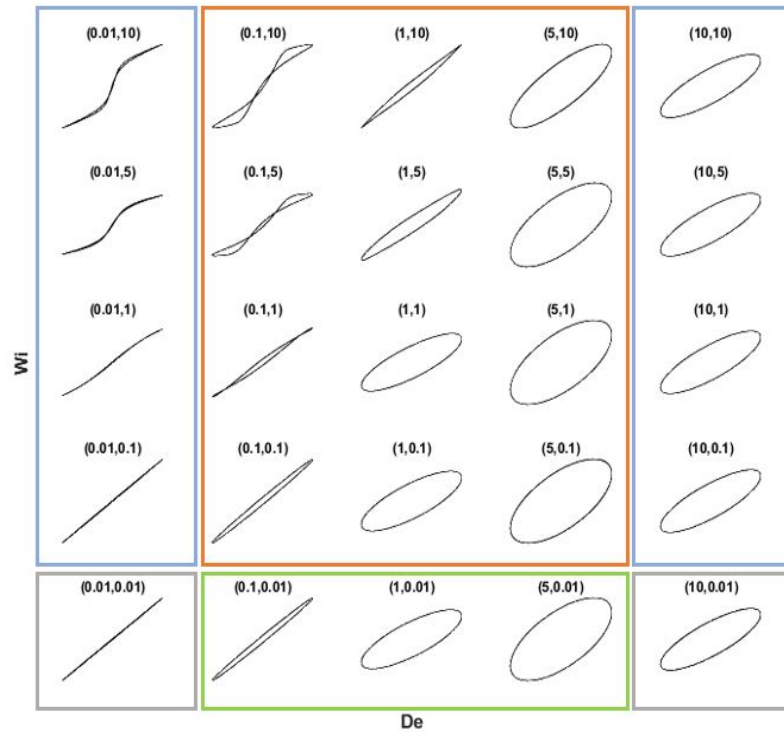 (0.01,10) (0.1,10) (1,10) (5,10) (10,10)
(0.01,5) (0.1,5) (1,5) (5,5) (10,5)
(0.01,1) (0.1,1) (1,1) (5,1) (10,1)
Wi
(0.01,0.1) (0.1,0.1) (1,0.1) (5,0.1) (10,0.1)
(0.01,0.01) (0.1,0.01) (1,0.01) (5,0.01) (10,0.01)
De